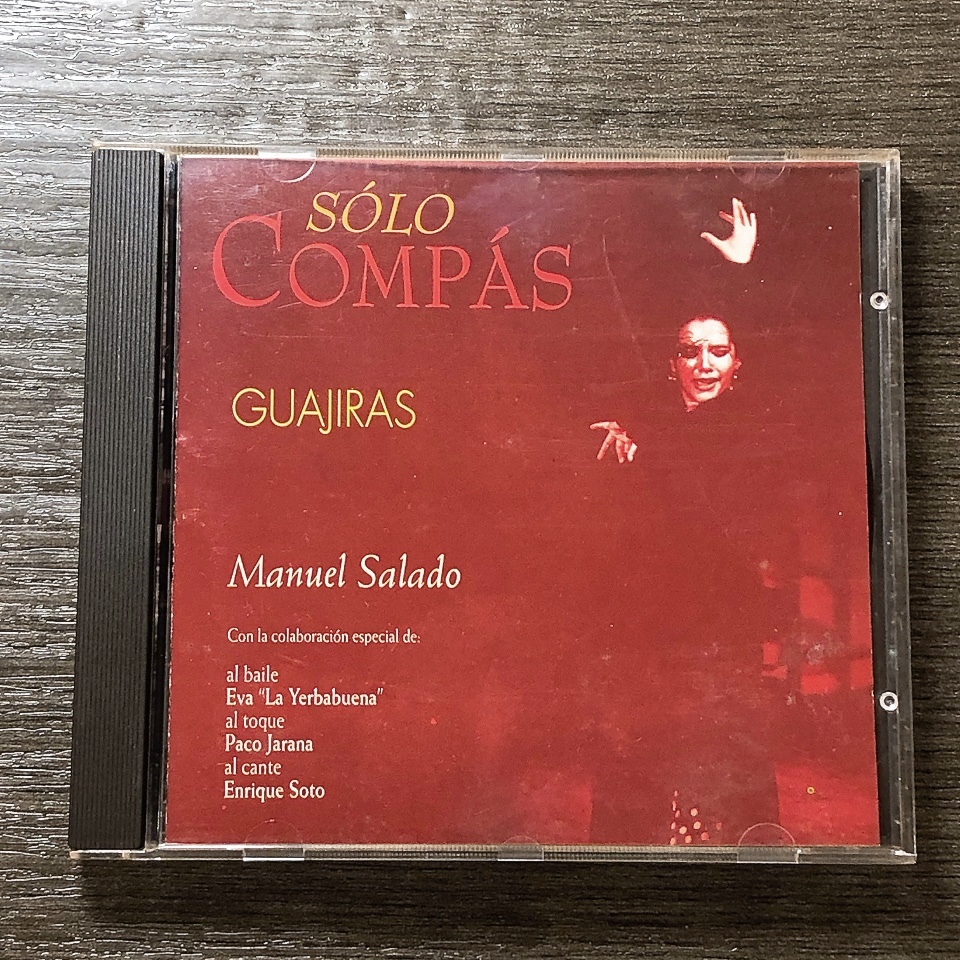 SÓLO
COMPÁS
GUAJIRAS
Manuel Salado
Con la colaboración especial de:
al baile
Eva "La Yerbabuena"
al toque
Paco Jarana
al cante
Enrique Soto